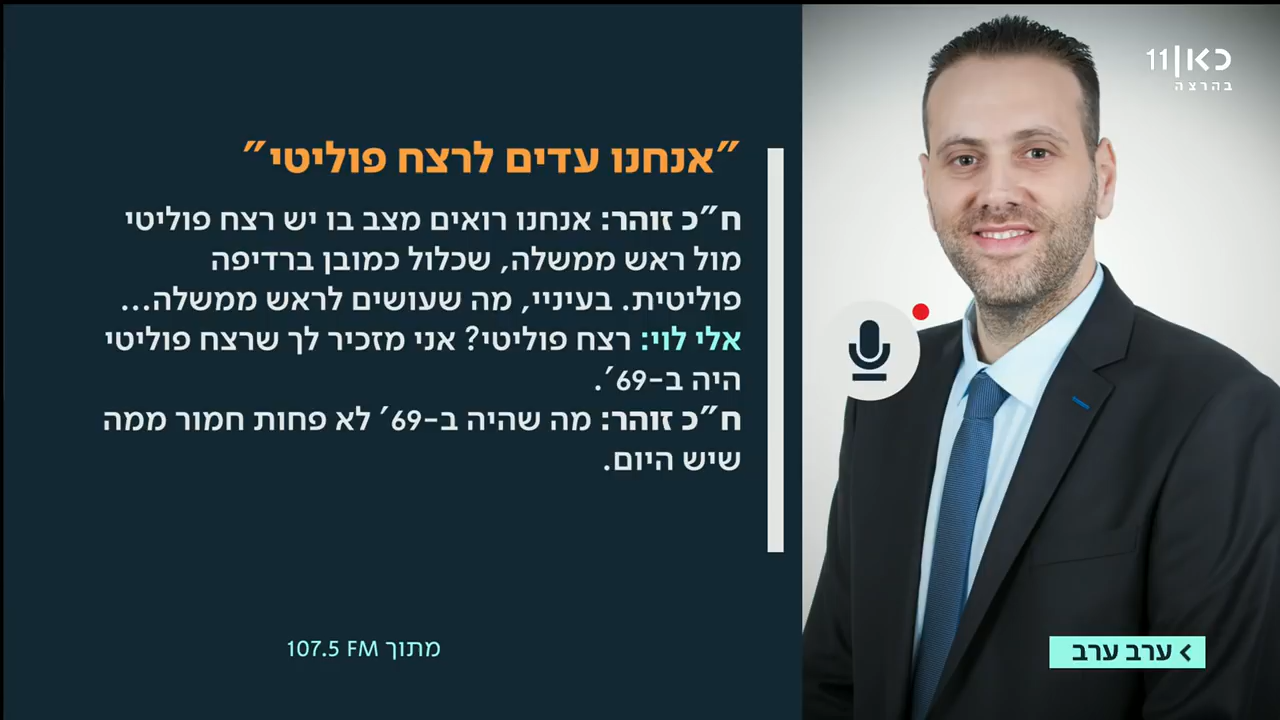 כאן 11
בהרצה
"אנחנו עדים לרצח פוליטי"
ח"כ זוהר: אנחנו רואים מצב בו יש רצח פוליטי
מול ראש ממשלה, שכלול כמובן ברדיפה
פוליטית. בעיניי, מה שעושים לראש ממשלה...
אלי לוי: רצח פוליטי? אני מזכיר לך שרצח פוליטי
היה ב-69'.
ח"כ זוהר: מה שהיה ב-69' לא פחות חמור ממה
שיש היום.
מתוך 107.5 FM
ערב ערב